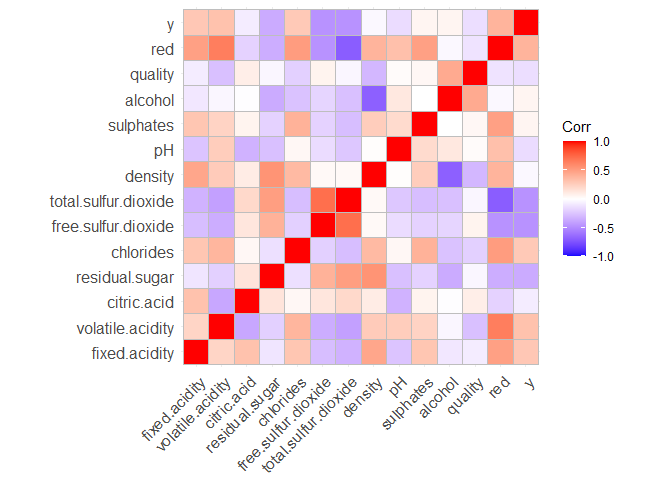 y
red
quality
alcohol
sulphates
pH
density
total.sulfur.dioxide
free.sulfur.dioxide
chlorides
residual.sugar
citric.acid
volatile.acidity
fixed.acidity
fixed.acidity
volatile.acidity
citric.acid
residual.sugar
chlorides
free.sulfur.dioxide
total.sulfur.dioxide
density
pH
sulphates
alcohol
quality
red
y
Corr
1.0
0.5
0.0
-0.5
-1.0